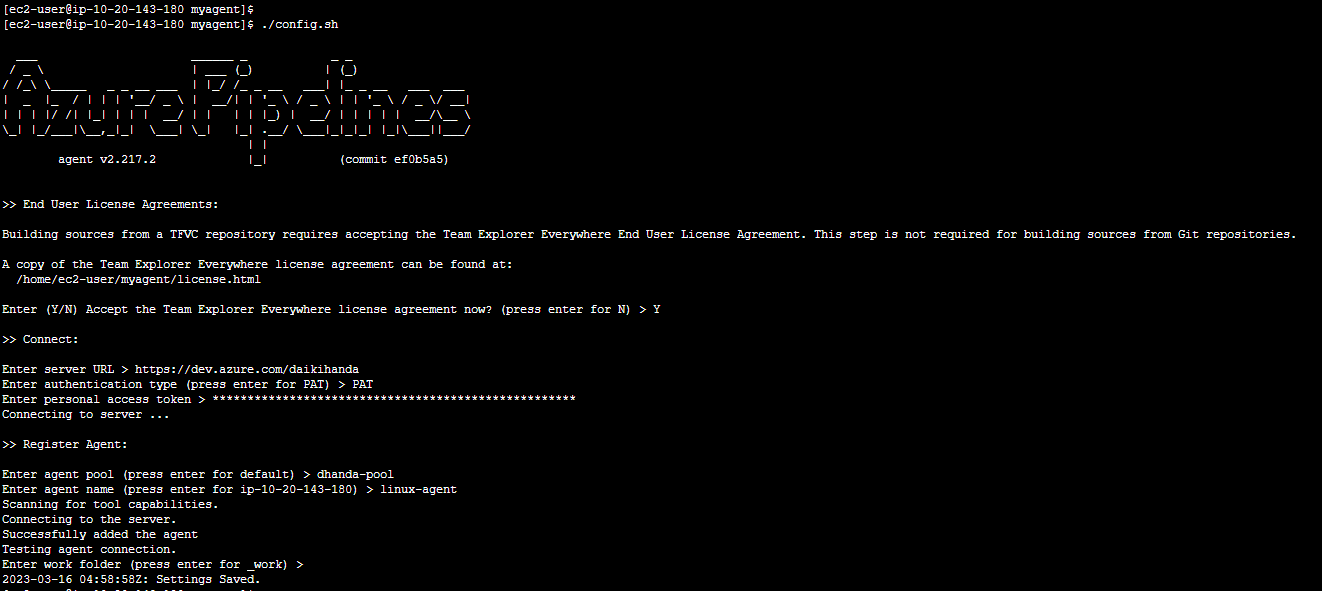 [ec2-user@ip-10-20-143-180 myagent]$
[ec2-user@ip-10-20-143-180 myagent]$ ./config.sh
AzurePipelines
agent v2.217.2 (commit ef0b5a5)
>> End User License Agreements:
Building sources from a TFVC repository requires accepting the Team Explorer Everywhere End User License Agreement. This step is not required for building sources from Git repositories.
A copy of the Team Explorer Everywhere license agreement can be found at:
/home/ec2-user/myagent/license.html
Enter (Y/N) Accept the Team Explorer Everywhere license agreement now? (press enter for N) > Y
>> Connect:
Enter server URL > https://dev.azure.com/daikihanda
Enter authentication type (press enter for PAT) > PAT
Enter personal access token > ****************************************************
Connecting to server ...
>> Register Agent:
Enter agent pool (press enter for default) > dhanda-pool
Enter agent name (press enter for ip-10-20-143-180) > linux-agent
Scanning for tool capabilities.
Connecting to the server.
Successfully added the agent
Testing agent connection.
Enter work folder (press enter for _work) >
2023-03-16 04:58:58Z: Settings Saved.